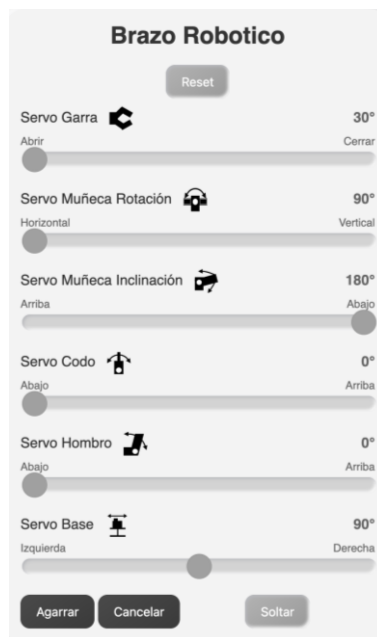 Brazo Robotico
Reset
Servo Garra 30°
Abrir Cerrar
Servo Muñeca Rotación 90°
Horizontal Vertical
Servo Muñeca Inclinación 180°
Arriba Abajo
Servo Codo 0°
Abajo Arriba
Servo Hombro 0°
Abajo Arriba
Servo Base 90°
Izquierda Derecha
Agarrar Cancelar Soltar